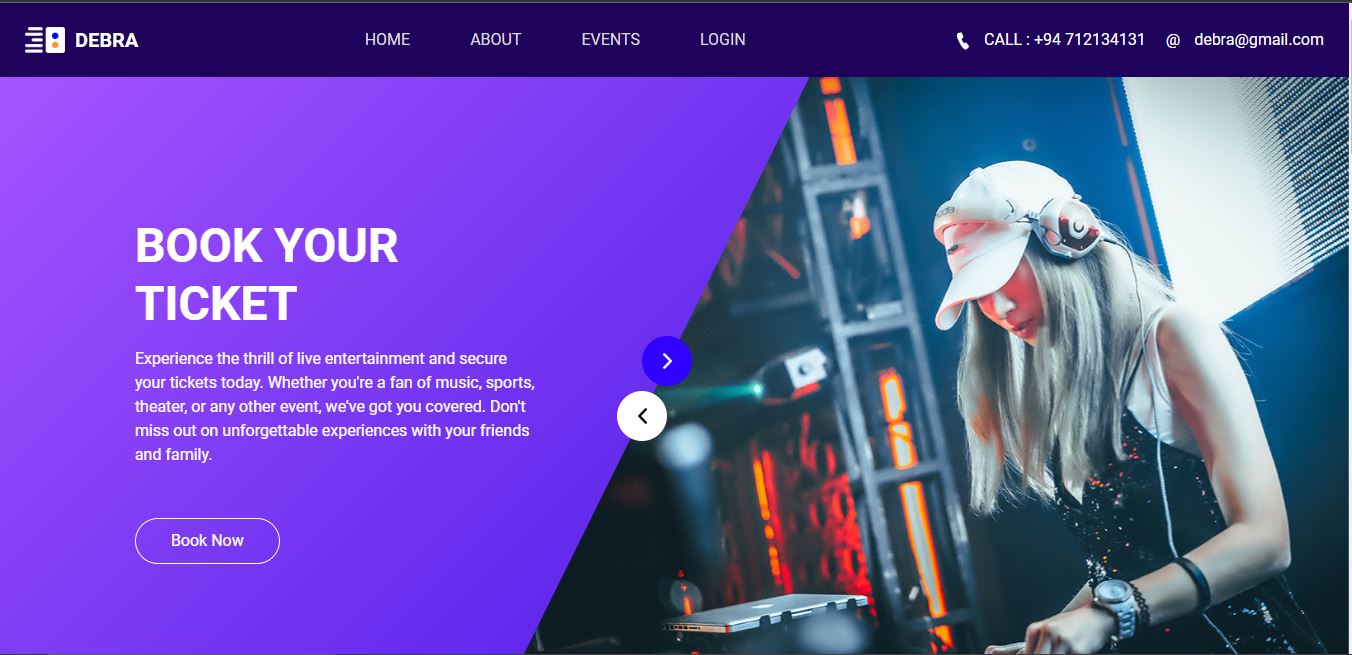 DEBRA
HOME
ABOUT
EVENTS
LOGIN
CALL : +94 712134131
@ debra@gmail.com
BOOK YOUR
TICKET
Experience the thrill of live entertainment and secure
your tickets today. Whether you're a fan of music, sports,
theater, or any other event, we've got you covered. Don't
miss out on unforgettable experiences with your friends
and family.
Book Now